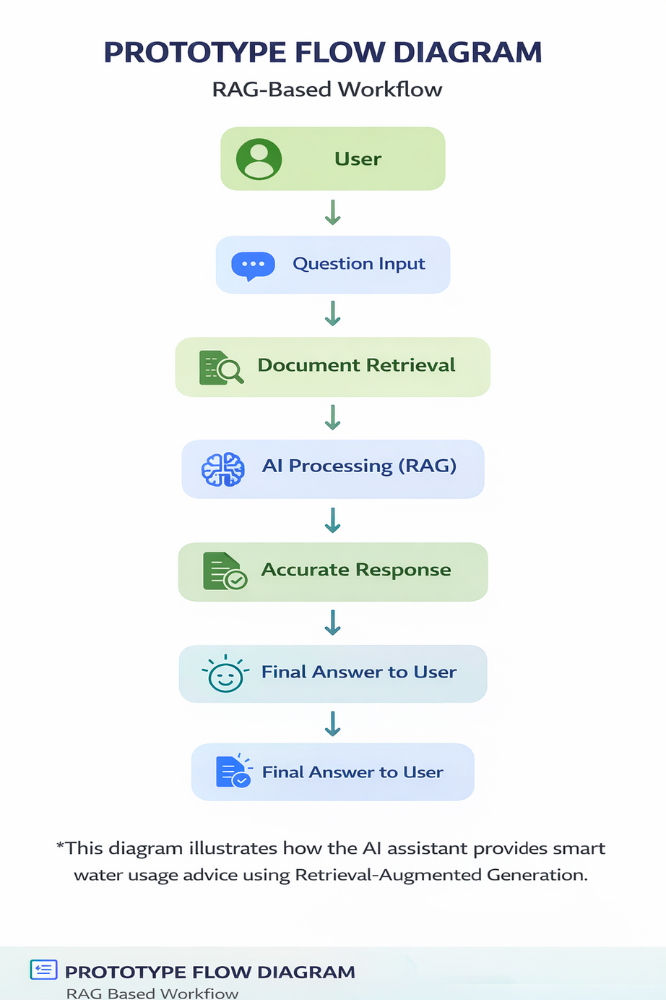 PROTOTYPE FLOW DIAGRAM
RAG-Based Workflow
User
Question Input
Document Retrieval
AI Processing (RAG)
Accurate Response
Final Answer to User
Final Answer to User
*This diagram illustrates how the AI assistant provides smart
water usage advice using Retrieval-Augmented Generation.
PROTOTYPE FLOW DIAGRAM
RAG Based Workfiow